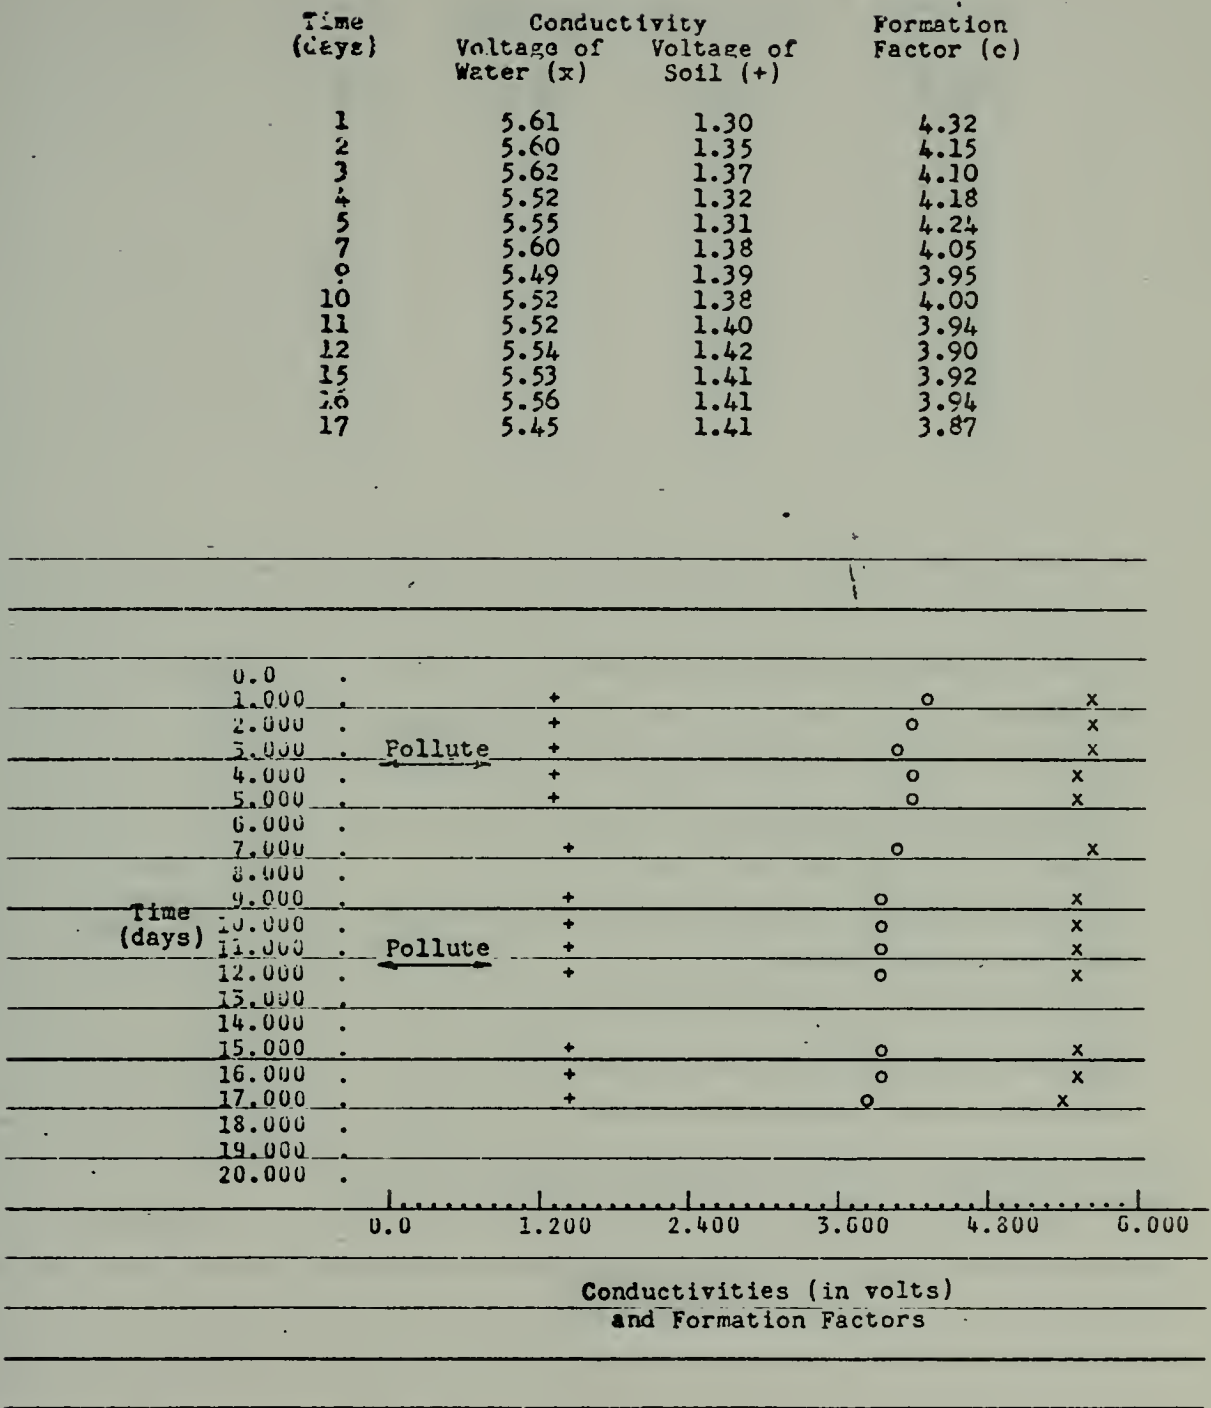 Time Conductivity Formation
(days) Voltage of Voltage of Factor (o)
Water (x) Soil (+)
1 5.61 1.30 4.32
2 5.60 1.35 4.15
3 5.62 1.37 4.10
4 5.52 1.32 4.18
5 5.55 1.31 4.24
7 5.60 1.38 4.05
9 5.49 1.39 3.95
10 5.52 1.38 4.00
11 5.52 1.40 3.94
12 5.54 1.42 3.90
15 5.53 1.41 3.92
16 5.56 1.41 3.94
17 5.45 1.41 3.87
0.0 .
1.000 . + o x
2.000 . + o x
3.000 . Pollute + o x
4.000 . + o x
5.000 . + o x
6.000 .
7.000 . + o x
8.000 .
9.000 . + o x
Time
(days)
10.000 . + o x
11.000 . Pollute + o x
12.000 . + o x
13.000 .
14.000 .
15.000 . + o x
16.000 . + o x
17.000 . + o x
18.000 .
19.000 .
20.000 .
0.0 1.200 2.400 3.600 4.800 6.000
Conductivities (in volts)
and Formation Factors